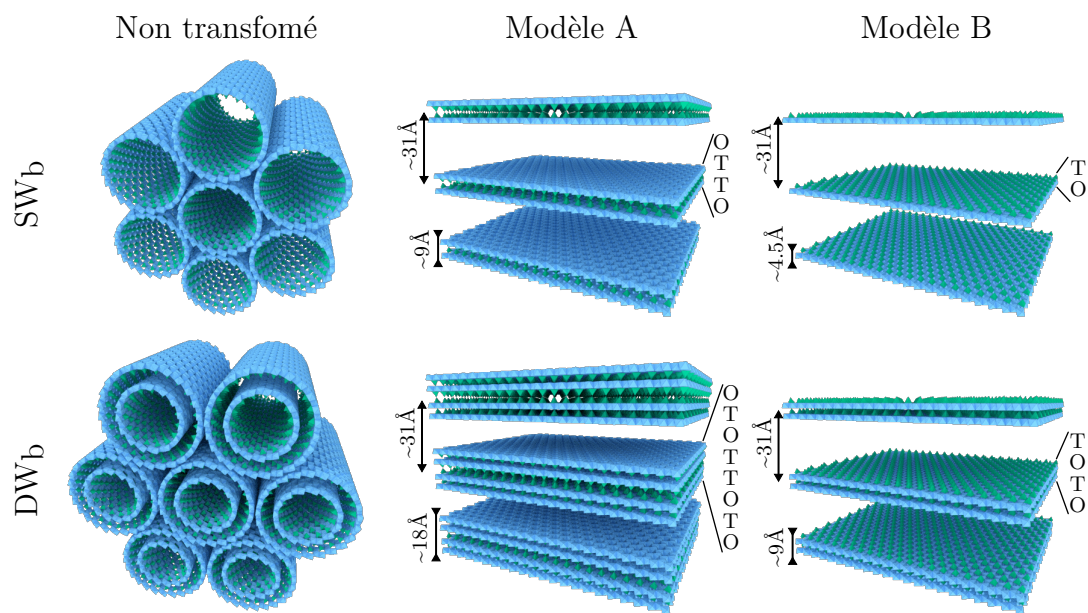 Non transfomé
Modèle A
Modèle B
SWb
~31Å
~9Å
O
T
T
O
~31Å
~4.5Å
T
O
DWb
~31Å
~18Å
O
T
O
T
T
O
T
O
~31Å
~9Å
T
O
T
O